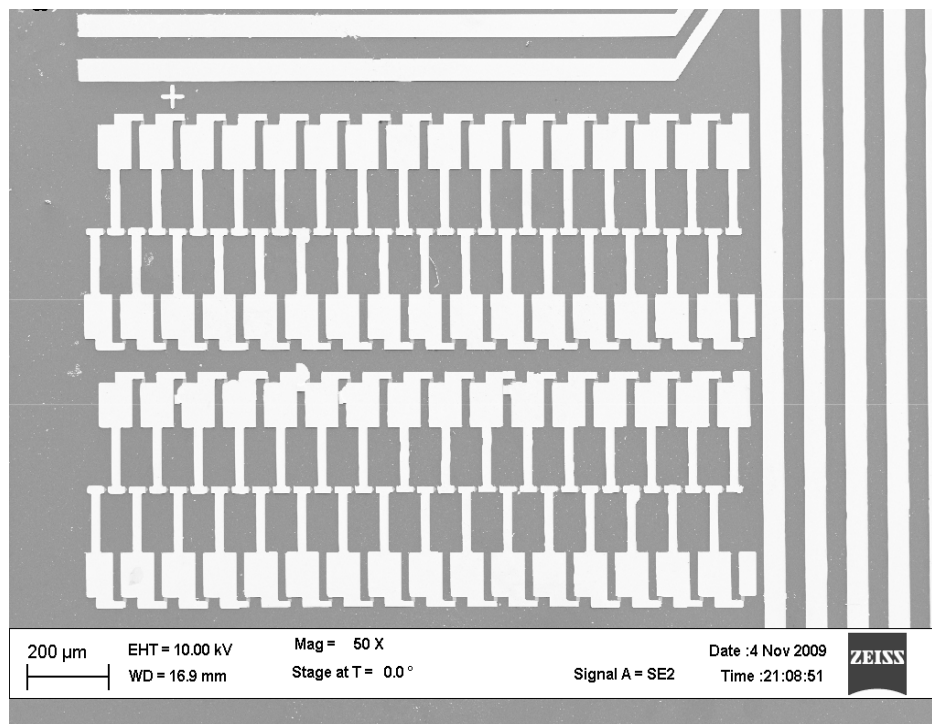 200 µm
EHT = 10.00 kV
WD = 16.9 mm
Mag = 50 X
Stage at T = 0.0 °
Signal A = SE2
Date :4 Nov 2009
Time :21:08:51
ZEISS